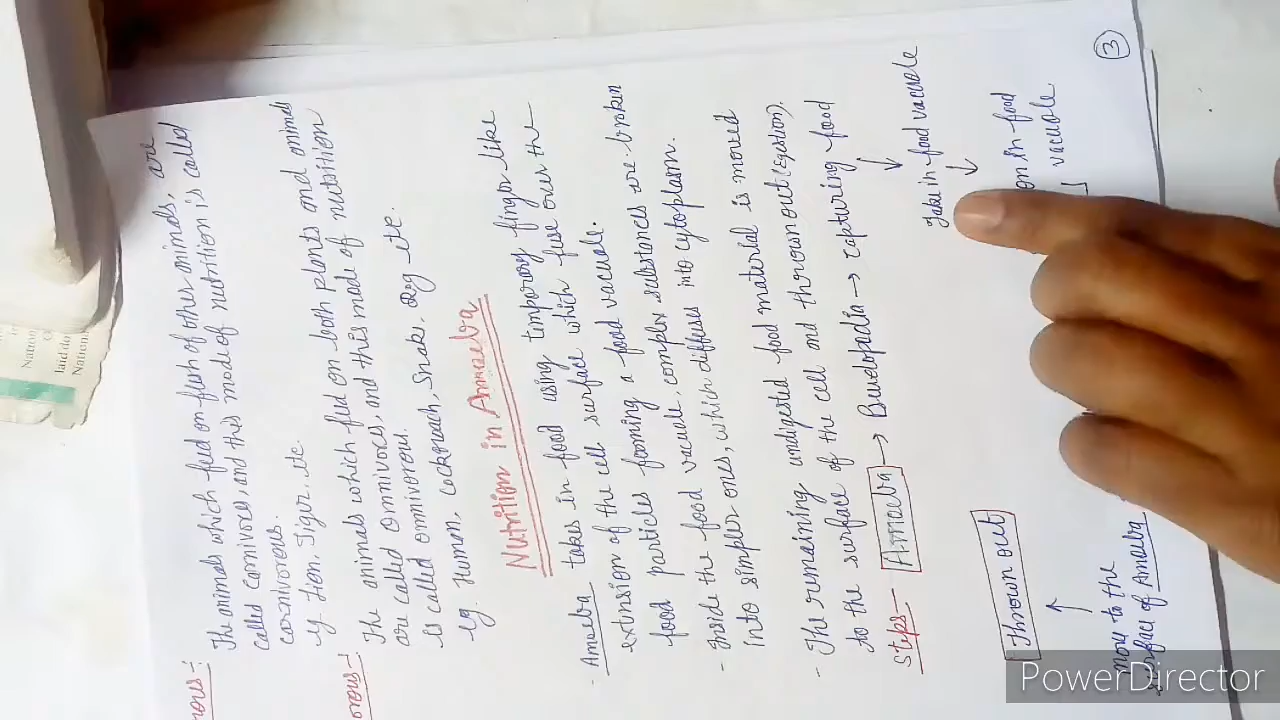 The animals which feed on flesh of other animals, are
called carnivores, and this mode of nutrition is called
carnivorous.
eg. Lion, Tiger, etc.
The animals which feed on both plants and animals
are called omnivores, and this mode of nutrition
is called omnivorous.
eg. Human, Cockroach, Snake, Dog etc.
Nutrition in Amoeba
- Amoeba takes in food using temporary finger-like
extension of the cell surface which fuse over the
food particles forming a food vacuole.
- Inside the food vacuole, complex substances are broken
into simpler ones, which diffuses into cytoplasm.
- The remaining undigested food material is moved
to the surface of the cell and thrown out (Egestion).
Steps- Amoeba → → capturing food
↓
Take in food vacuole
↓
on in food
vacuole
move to the
surface of Amoeba
↑
Thrown out
3
PowerDirector